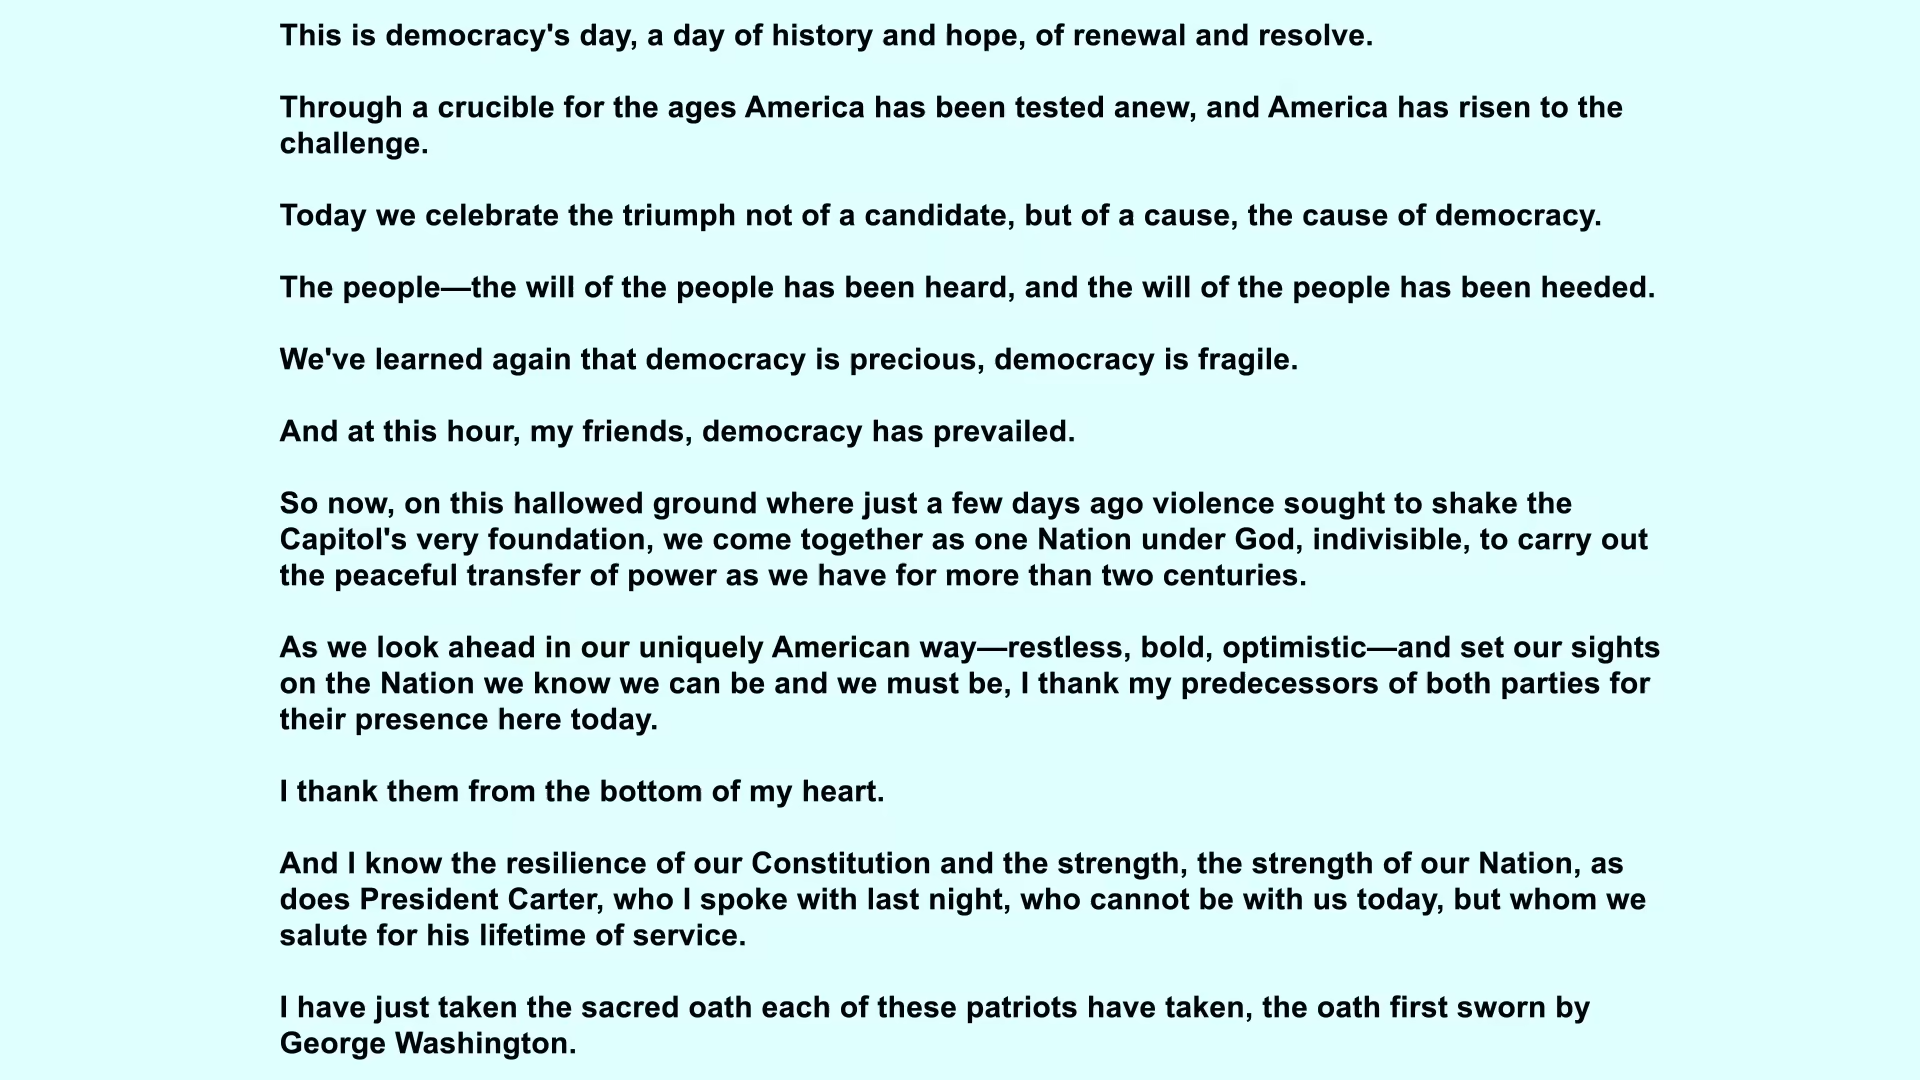 This is democracy's day, a day of history and hope, of renewal and resolve.
Through a crucible for the ages America has been tested anew, and America has risen to the
challenge.
Today we celebrate the triumph not of a candidate, but of a cause, the cause of democracy.
The people—the will of the people has been heard, and the will of the people has been heeded.
We've learned again that democracy is precious, democracy is fragile.
And at this hour, my friends, democracy has prevailed.
So now, on this hallowed ground where just a few days ago violence sought to shake the
Capitol's very foundation, we come together as one Nation under God, indivisible, to carry out
the peaceful transfer of power as we have for more than two centuries.
As we look ahead in our uniquely American way—restless, bold, optimistic—and set our sights
on the Nation we know we can be and we must be, I thank my predecessors of both parties for
their presence here today.
I thank them from the bottom of my heart.
And I know the resilience of our Constitution and the strength, the strength of our Nation, as
does President Carter, who I spoke with last night, who cannot be with us today, but whom we
salute for his lifetime of service.
I have just taken the sacred oath each of these patriots have taken, the oath first sworn by
George Washington.